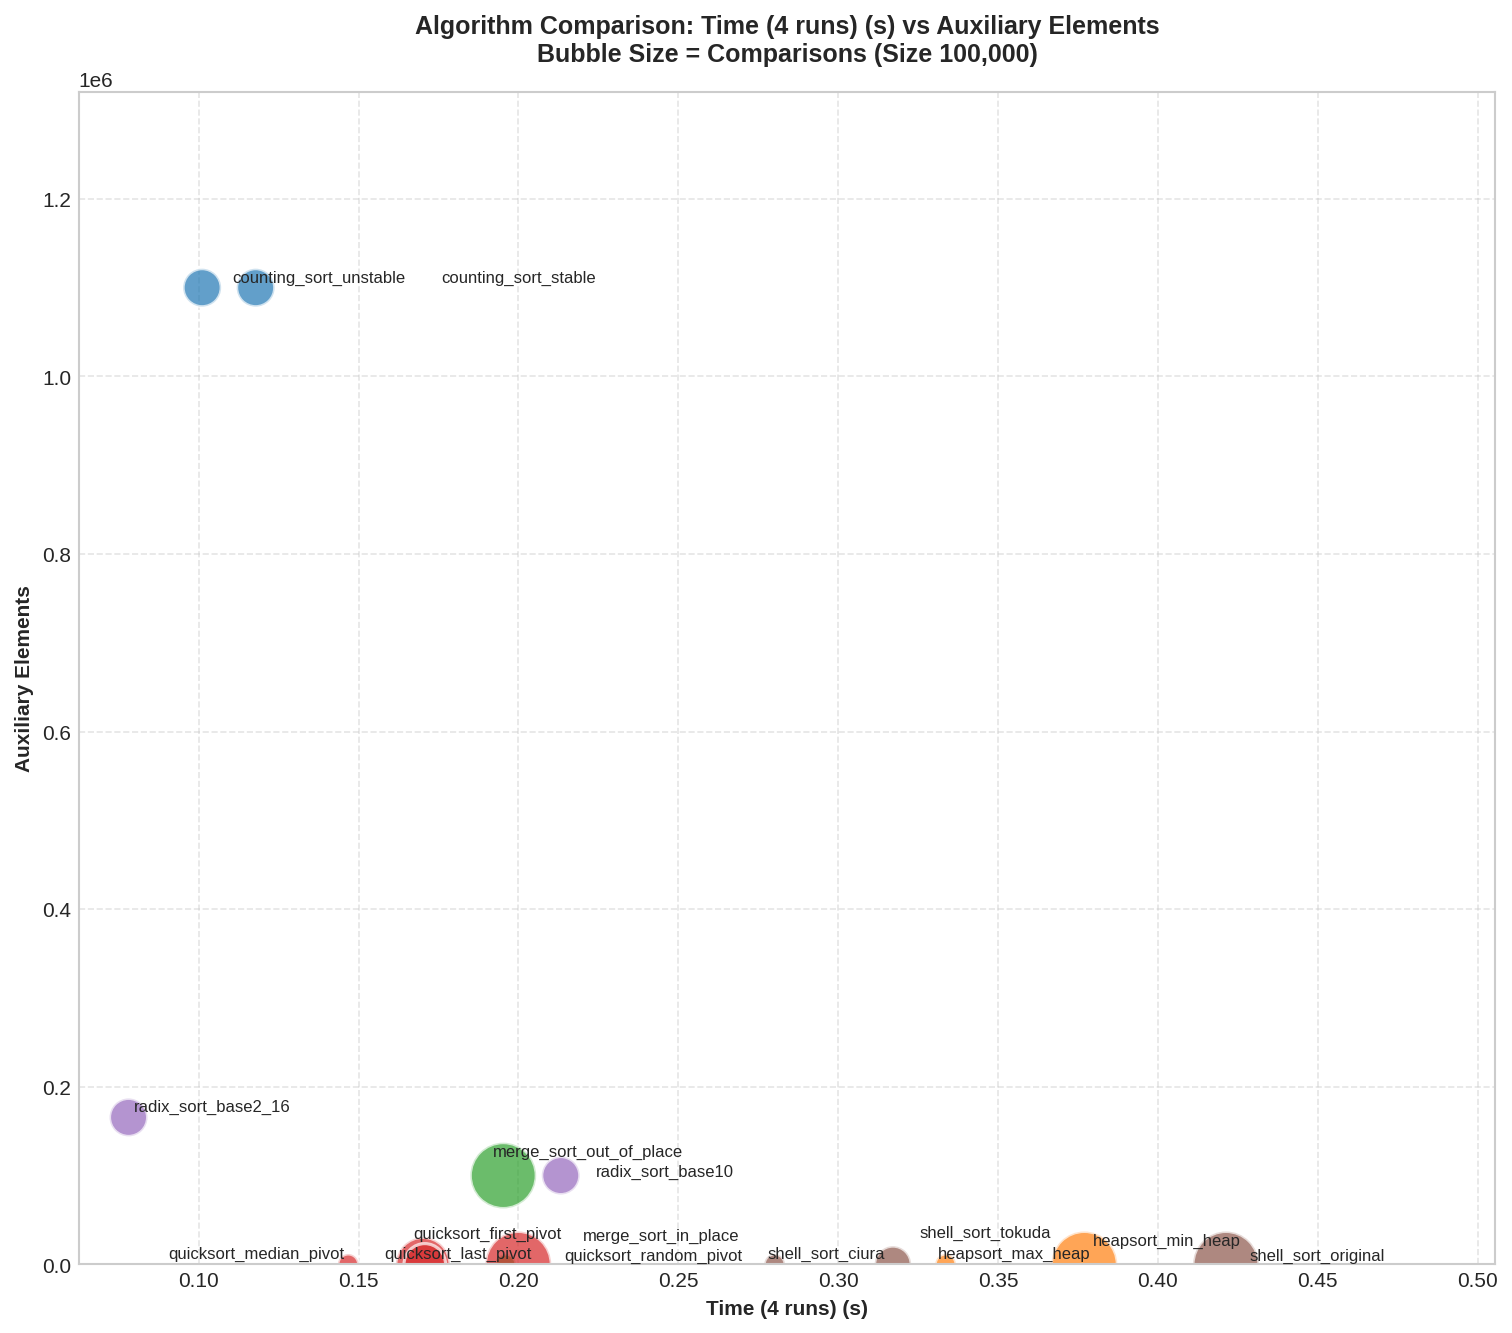 Algorithm Comparison: Time (4 runs) (s) vs Auxiliary Elements
Bubble Size = Comparisons (Size 100,000)
1e6
1.2
counting_sort_unstable
counting_sort_stable
1.0
0.8
Auxiliary Elements
0.6
0.4
0.2
radix_sort_base2_16
merge_sort_out_of_place
radix_sort_base10
quicksort_first_pivot
merge_sort_in_place
shell_sort_tokuda
heapsort_min_heap
quicksort_median_pivot
quicksort_last_pivot
quicksort_random_pivot
shell_sort_ciura
heapsort_max_heap
shell_sort_original
0.0
0.10 0.15 0.20 0.25 0.30 0.35 0.40 0.45 0.50
Time (4 runs) (s)